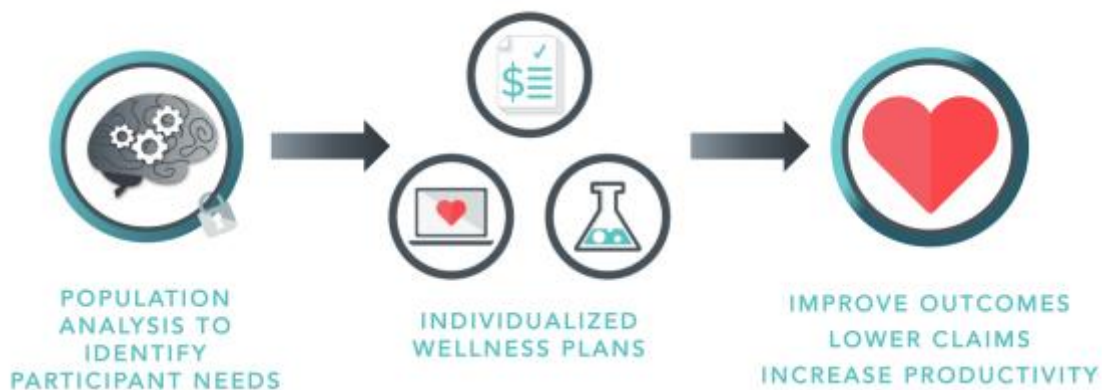 $
POPULATION
ANALYSIS TO
IDENTIFY
PARTICIPANT NEEDS
INDIVIDUALIZED
WELLNESS PLANS
IMPROVE OUTCOMES
LOWER CLAIMS
INCREASE PRODUCTIVITY